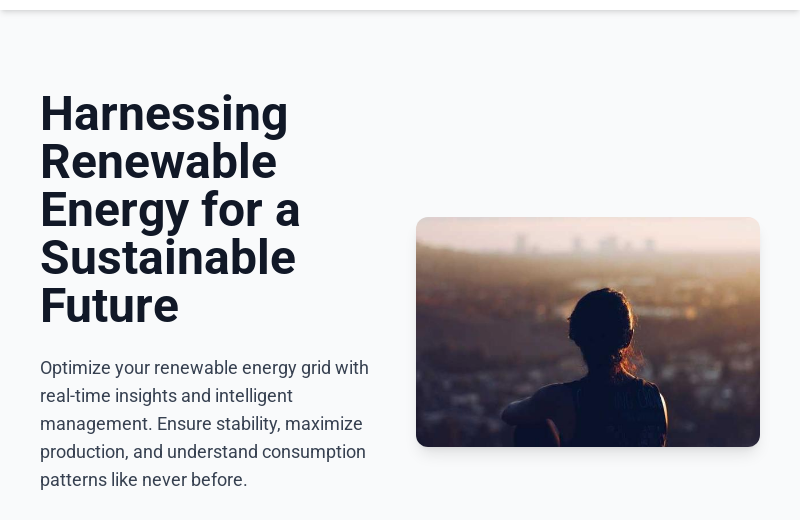 Harnessing
Renewable
Energy for a
Sustainable
Future
Optimize your renewable energy grid with
real-time insights and intelligent
management. Ensure stability, maximize
production, and understand consumption
patterns like never before.